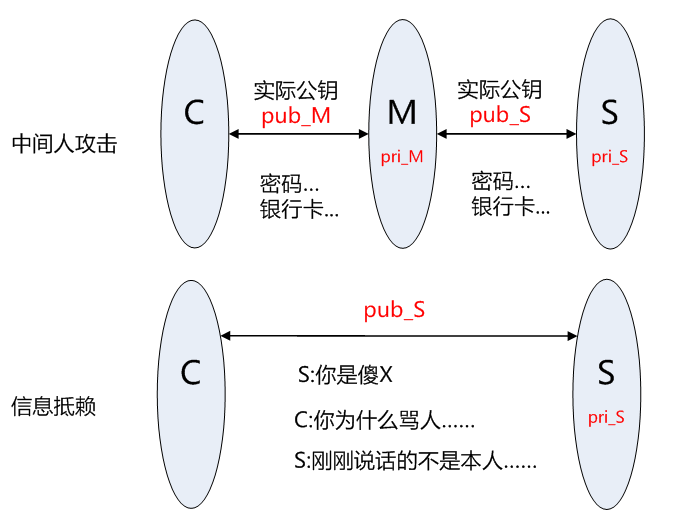 C
实际公钥
pub_M
M
pri_M
实际公钥
pub_S
S
pri_S
中间人攻击
密码...
银行卡...
密码...
银行卡...
C
pub_S
S
pri_S
信息抵赖
S:你是傻X
C:你为什么骂人......
S:刚刚说话的不是本人......